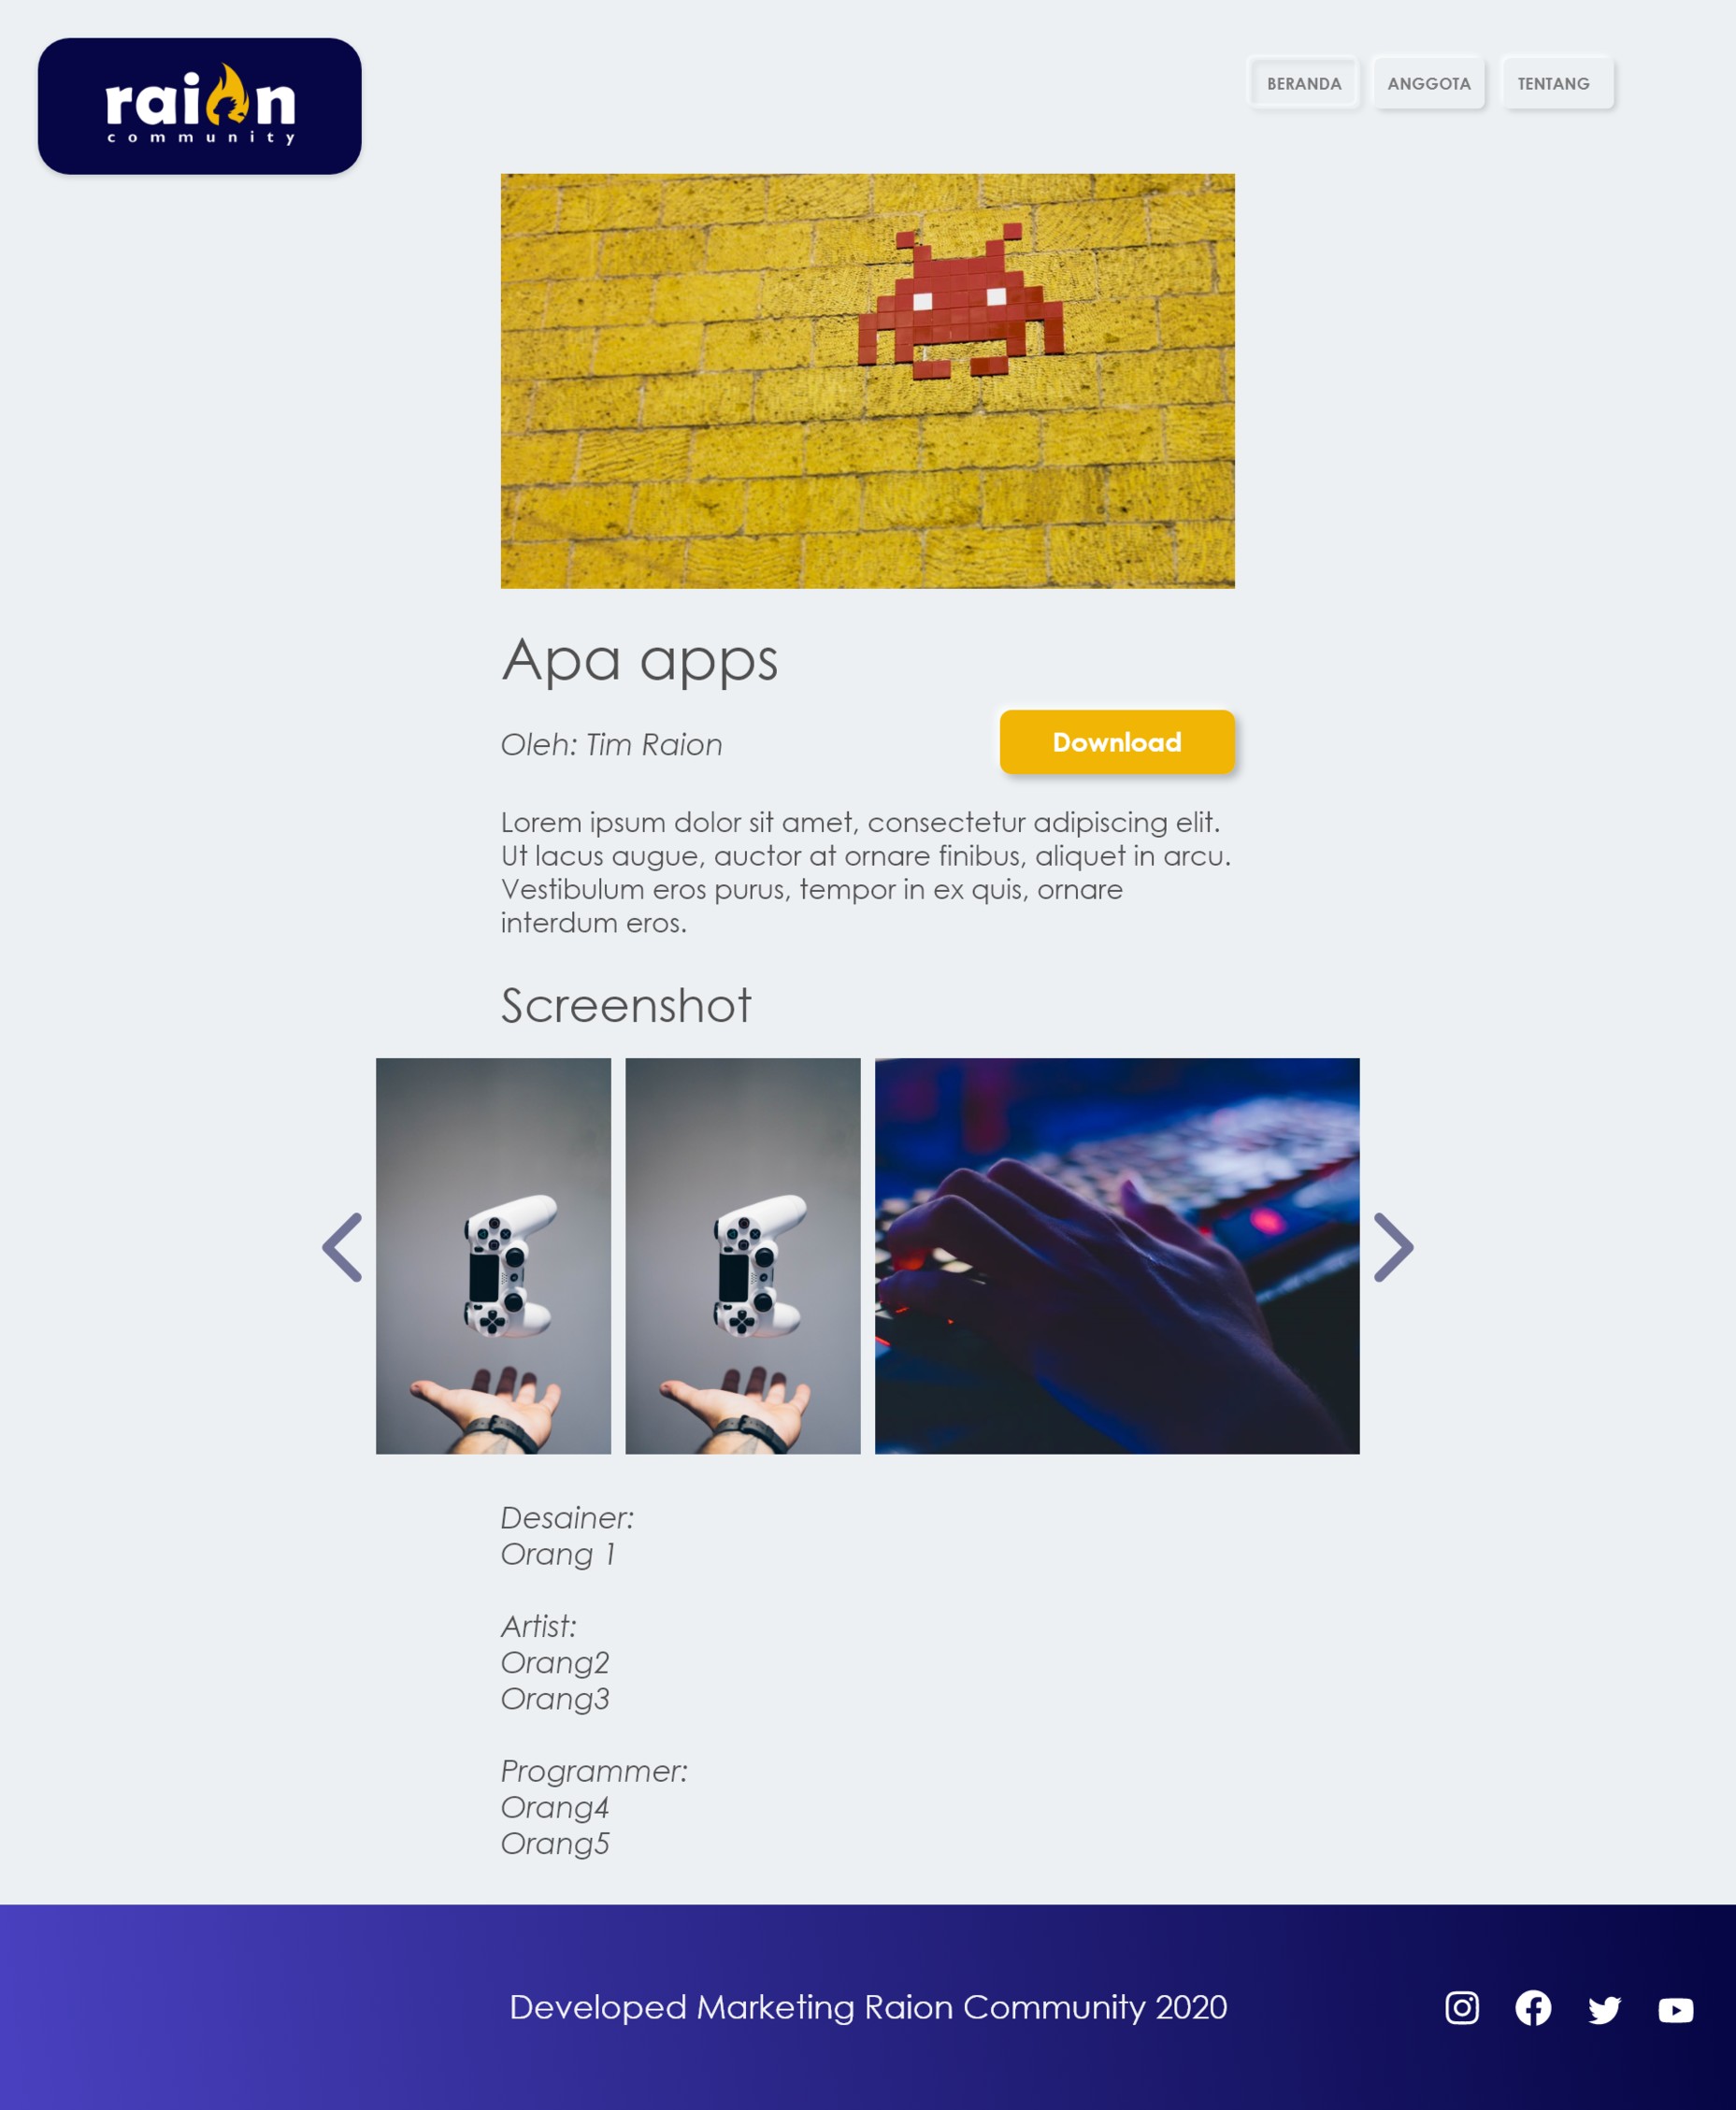 raion
community
BERANDA
ANGGOTA
TENTANG
Apa apps
Oleh: Tim Raion
Download
Lorem ipsum dolor sit amet, consectetur adipiscing elit.
Ut lacus augue, auctor at ornare finibus, aliquet in arcu.
Vestibulum eros purus, tempor in ex quis, ornare
interdum eros.
Screenshot
Desainer:
Orang 1
Artist:
Orang2
Orang3
Programmer:
Orang4
Orang5
Developed Marketing Raion Community 2020